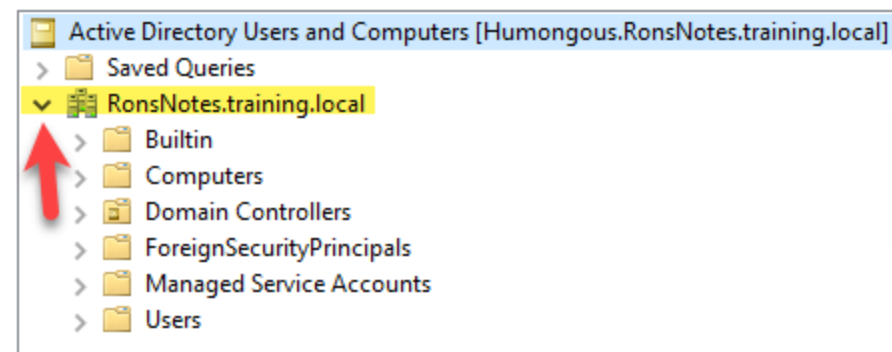 Active Directory Users and Computers [Humongous.RonsNotes.training.local]
Saved Queries
RonsNotes.training.local
Builtin
Computers
Domain Controllers
ForeignSecurityPrincipals
Managed Service Accounts
Users